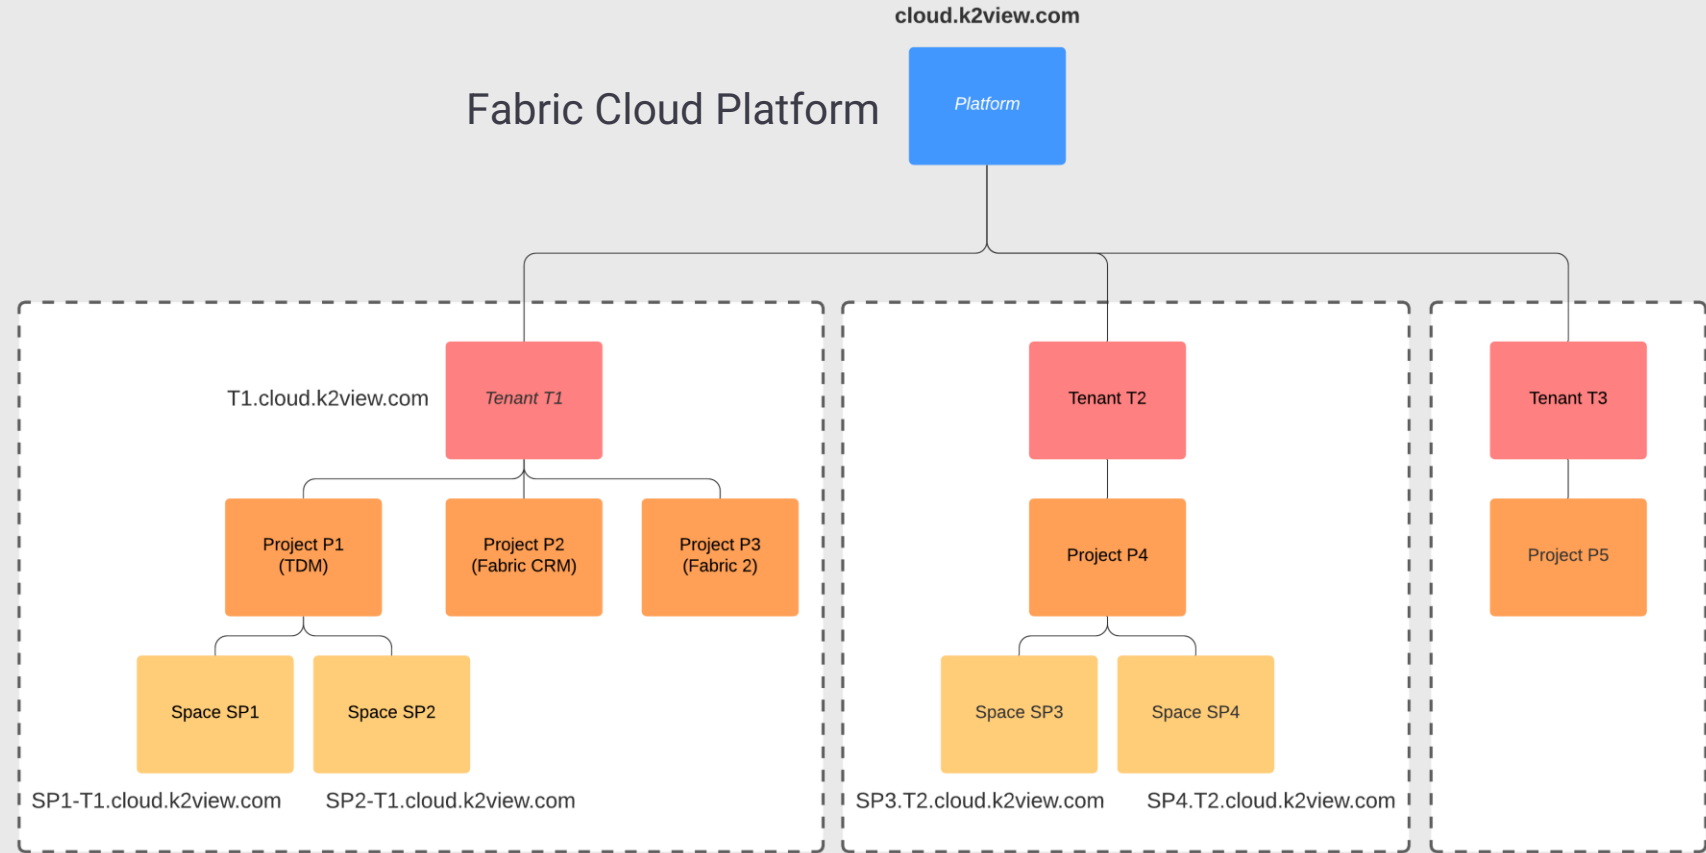 cloud.k2view.com
Fabric Cloud Platform
Platform
T1.cloud.k2view.com
Tenant T1
Tenant T2
Tenant T3
Project P1
(TDM)
Project P2
(Fabric CRM)
Project P3
(Fabric 2)
Project P4
Project P5
Space SP1
Space SP2
Space SP3
Space SP4
SP1-T1.cloud.k2view.com
SP2-T1.cloud.k2view.com
SP3.T2.cloud.k2view.com
SP4.T2.cloud.k2view.com